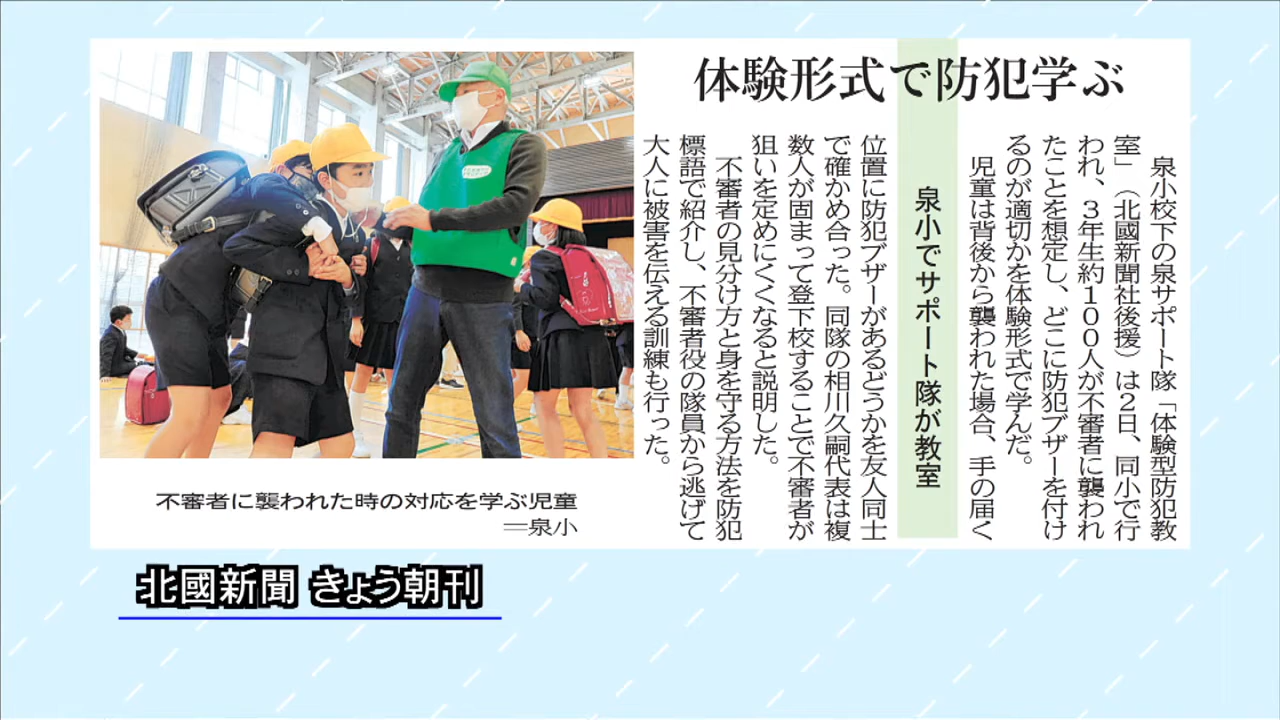 体験形式で防犯学ぶ
泉小校下の泉サポート隊「体験型防犯教
室」（北國新聞社後援）は２日、同小で行
われ、３年生約１００人が不審者に襲われ
たことを想定し、どこに防犯ブザーを付け
るのが適切かを体験形式で学んだ。
児童は背後から襲われた場合、手の届く
泉小でサポート隊が教室
位置に防犯ブザーがあるどうかを友人同士
で確かめ合った。同隊の相川久嗣代表は複
数人が固まって登下校することで不審者が
狙いを定めにくくなると説明した。
不審者の見分け方と身を守る方法を防犯
標語で紹介し、不審者役の隊員から逃げて
大人に被害を伝える訓練も行った。
不審者に襲われた時の対応を学ぶ児童
＝泉小
北國新聞 きょう朝刊